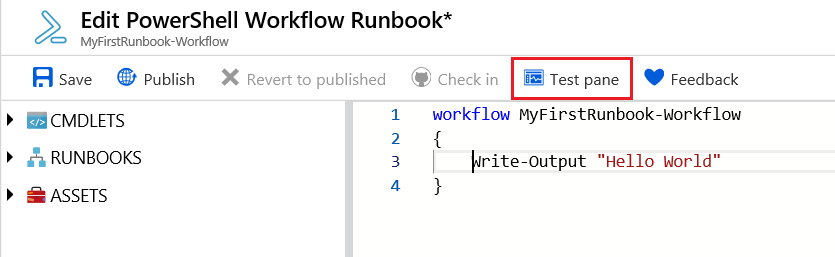 Edit PowerShell Workflow Runbook*
MyFirstRunbook-Workflow
Save Publish Revert to published Check in Test pane Feedback
CMDLETS
RUNBOOKS
ASSETS
1 workflow MyFirstRunbook-Workflow
2 {
3 Write-Output "Hello World"
4 }